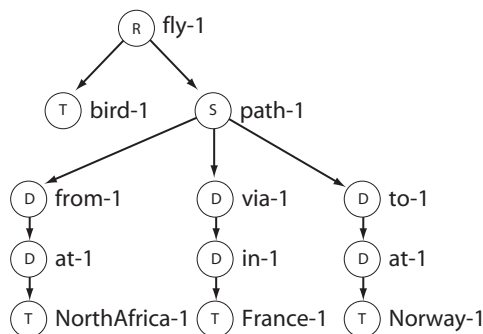 R fly-1
T bird-1 S path-1
D from-1 D via-1 D to-1
D at-1 D in-1 D at-1
T NorthAfrica-1 T France-1 T Norway-1